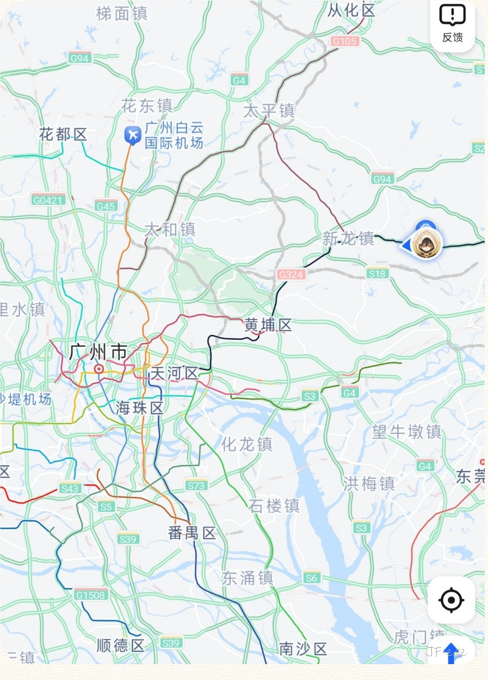 梯面镇
从化区
反馈
G105
G94
G4
S1
花东镇
太平镇
花都区
广州白云
国际机场
S2
G94
G0421
G45
太和镇
新龙镇
G324
S18
里水镇
黄埔区
广州市
天河区
沙堤机场
S3
G4
海珠区
望牛墩镇
化龙镇
G4
东莞
区
洪梅镇
S43
S73
S5
石楼镇
S3
番禺区
S39
东涌镇
S6
G1508
虎门镇
顺德区
S39
南沙区